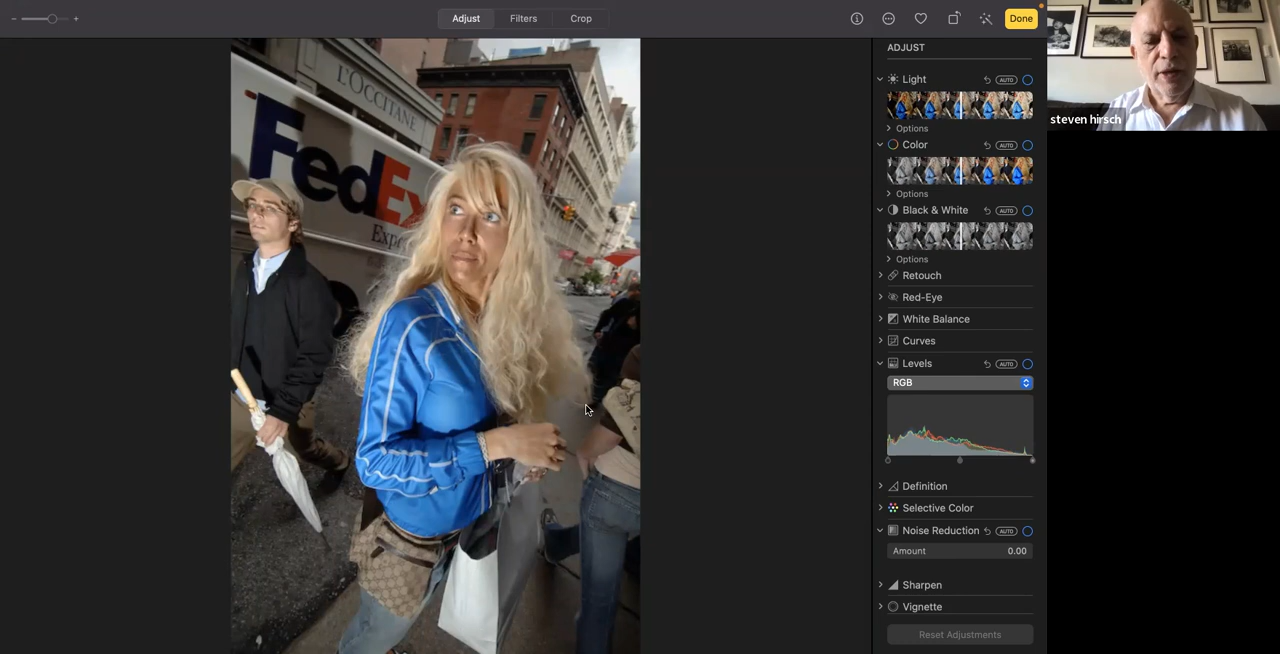 Adjust
Filters
Crop
Done
ADJUST
Light
AUTO
Options
Color
AUTO
Options
Black & White
AUTO
Options
Retouch
Red-Eye
White Balance
Curves
Levels
AUTO
RGB
Definition
Selective Color
Noise Reduction
AUTO
Amount 0.00
Sharpen
Vignette
Reset Adjustments
steven hirsch
L'OCCITANE
FedEx